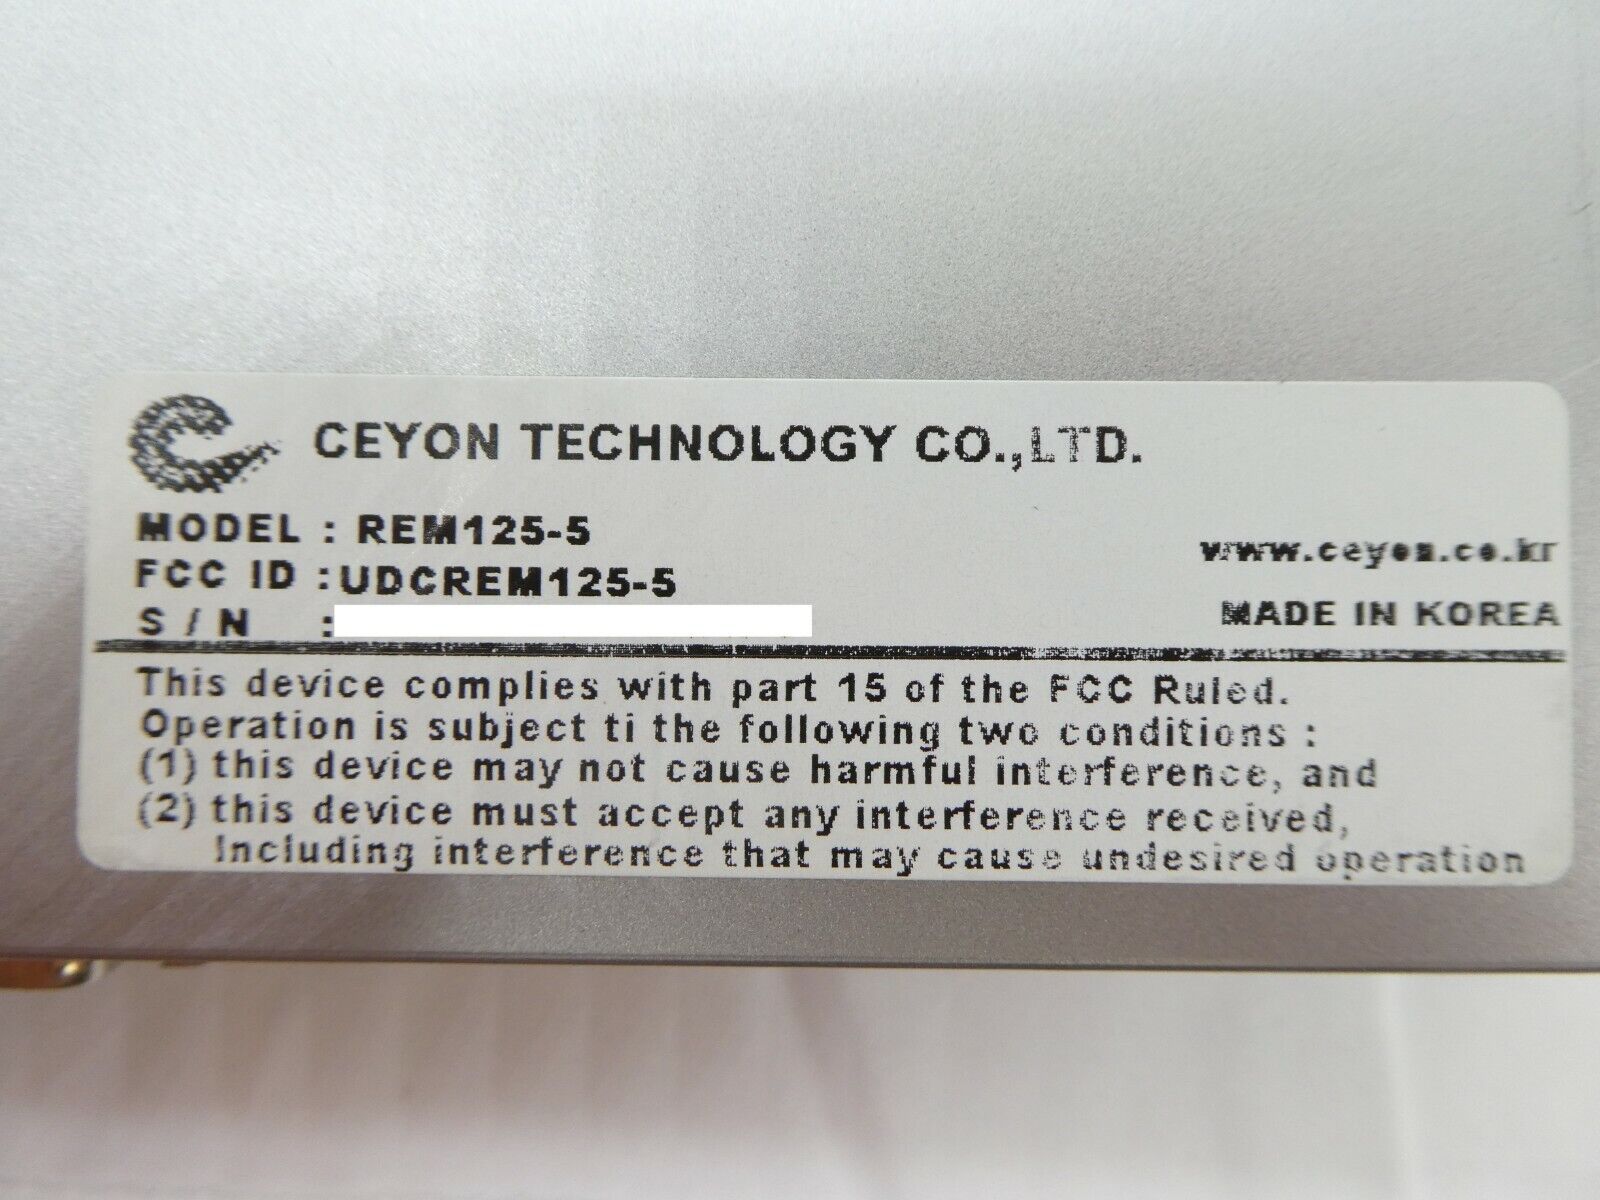 CEYON TECHNOLOGY CO.,LTD.
MODEL : REM125-5
FCC ID :UDCREM125-5
www.ceyon.co.kr
S / N :
MADE IN KOREA
This device complies with part 15 of the FCC Ruled.
Operation is subject ti the following two conditions :
(1) this device may not cause harmful interference, and
(2) this device must accept any interference received,
Including interference that may cause undesired operation